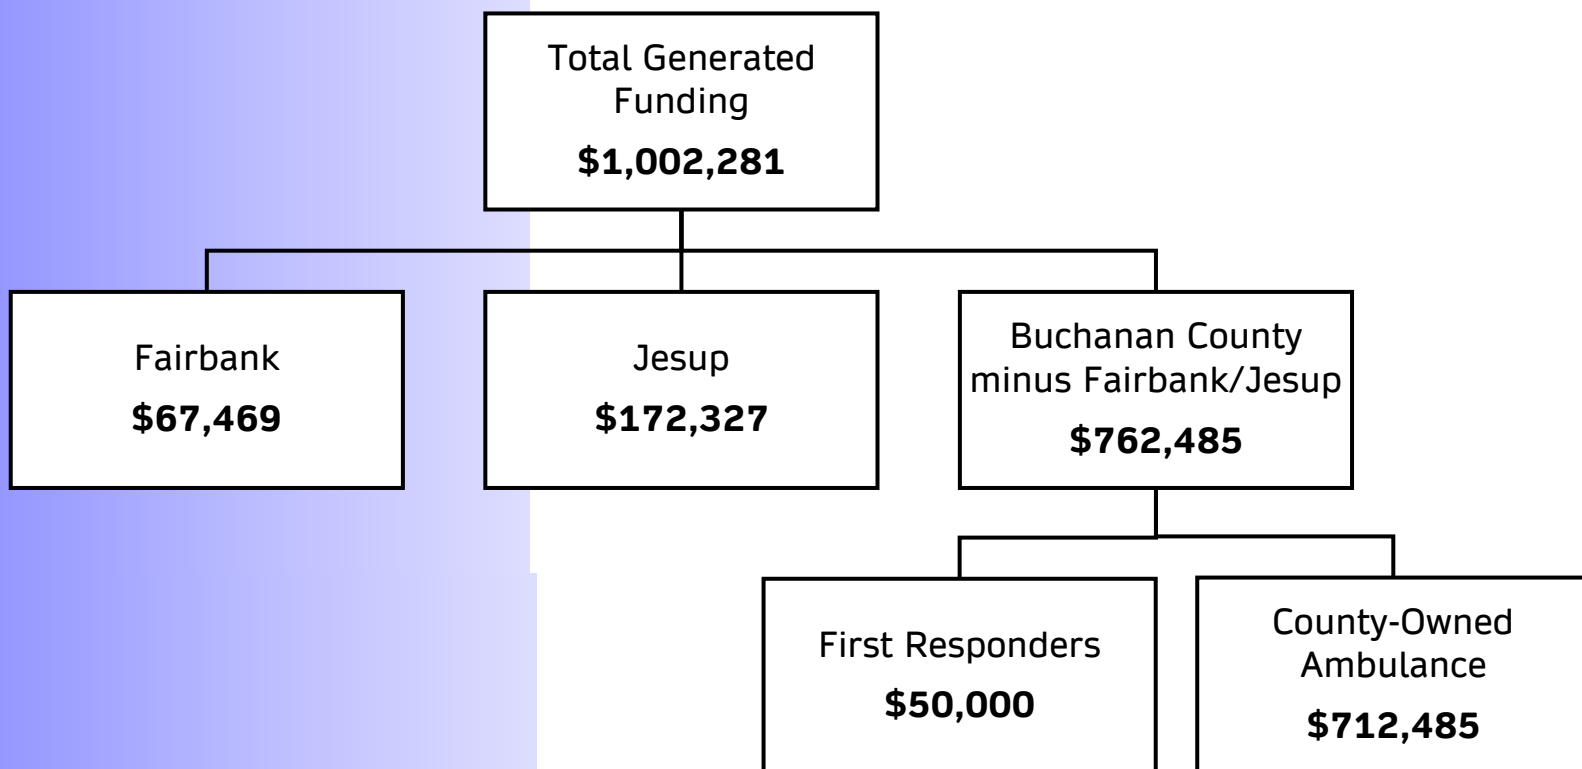 Total Generated
Funding
$1,002,281
Fairbank
$67,469
Jesup
$172,327
Buchanan County
minus Fairbank/Jesup
$762,485
First Responders
$50,000
County-Owned
Ambulance
$712,485